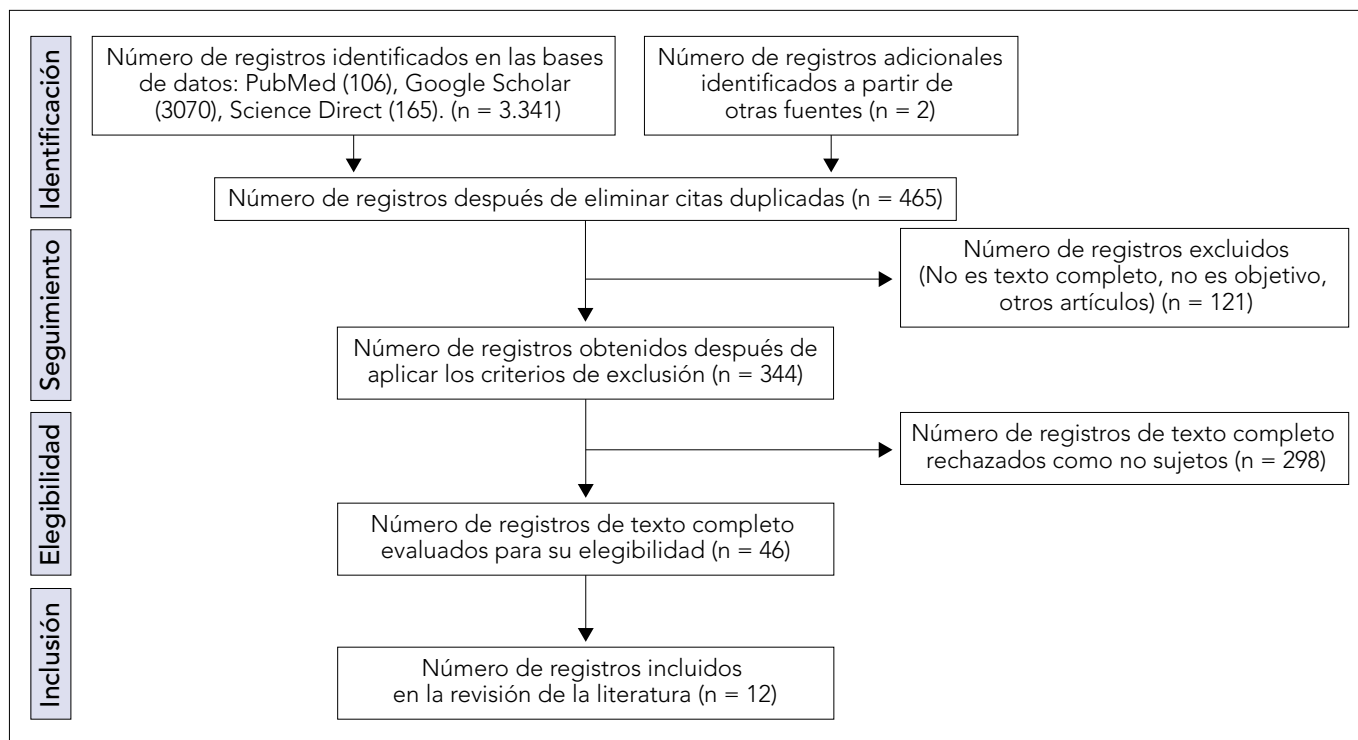 Identificación
Número de registros identificados en las bases
de datos: PubMed (106), Google Scholar
(3070), Science Direct (165). (n = 3.341)
Número de registros adicionales
identificados a partir de
otras fuentes (n = 2)
Número de registros después de eliminar citas duplicadas (n = 465)
Seguimiento
Número de registros excluidos
(No es texto completo, no es objetivo,
otros artículos) (n = 121)
Número de registros obtenidos después de
aplicar los criterios de exclusión (n = 344)
Elegibilidad
Número de registros de texto completo
rechazados como no sujetos (n = 298)
Número de registros de texto completo
evaluados para su elegibilidad (n = 46)
Inclusión
Número de registros incluidos
en la revisión de la literatura (n = 12)